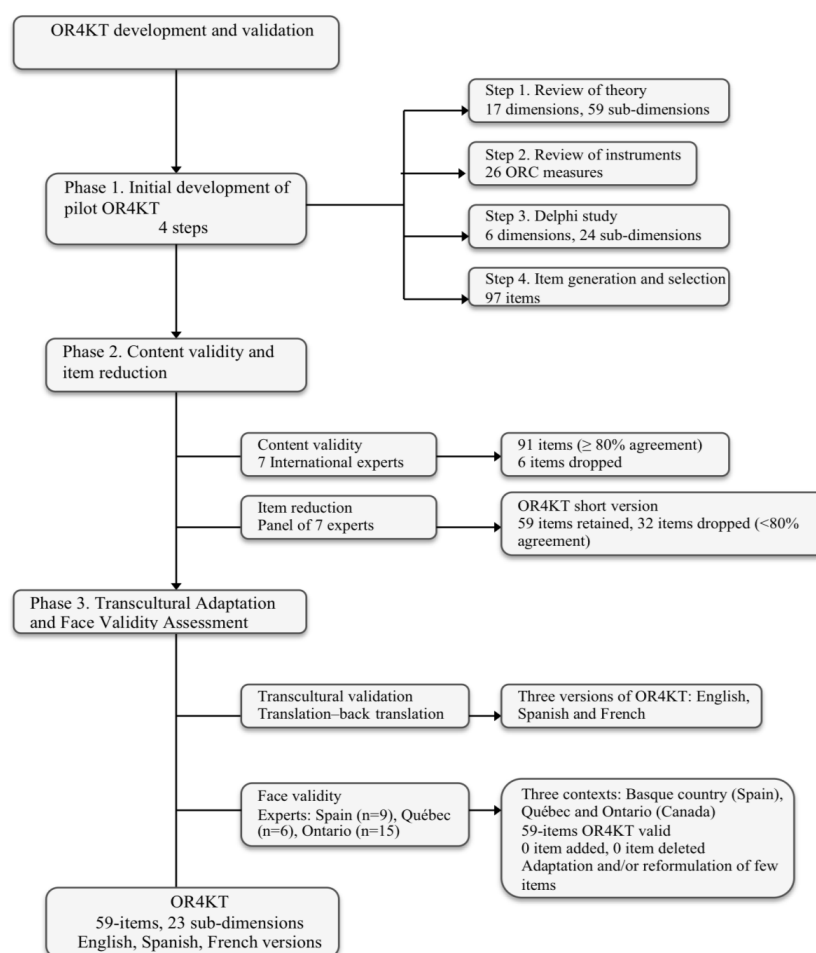 OR4KT development and validation
Step 1. Review of theory
17 dimensions, 59 sub-dimensions
Step 2. Review of instruments
26 ORC measures
Phase 1. Initial development of
pilot OR4KT
4 steps
Step 3. Delphi study
6 dimensions, 24 sub-dimensions
Step 4. Item generation and selection
97 items
Phase 2. Content validity and
item reduction
Content validity
7 International experts
91 items (≥ 80% agreement)
6 items dropped
Item reduction
Panel of 7 experts
OR4KT short version
59 items retained, 32 items dropped (<80%
agreement)
Phase 3. Transcultural Adaptation
and Face Validity Assessment
Transcultural validation
Translation–back translation
Three versions of OR4KT: English,
Spanish and French
Face validity
Experts: Spain (n=9), Québec
(n=6), Ontario (n=15)
Three contexts: Basque country (Spain),
Québec and Ontario (Canada)
59-items OR4KT valid
0 item added, 0 item deleted
Adaptation and/or reformulation of few
items
OR4KT
59-items, 23 sub-dimensions
English, Spanish, French versions